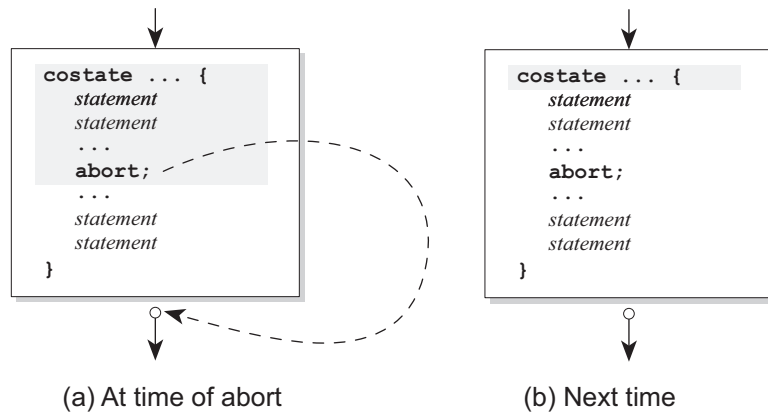 costate ... {
statement
statement
...
abort;
...
statement
statement
}
(a) At time of abort
costate ... {
statement
statement
...
abort;
...
statement
statement
}
(b) Next time